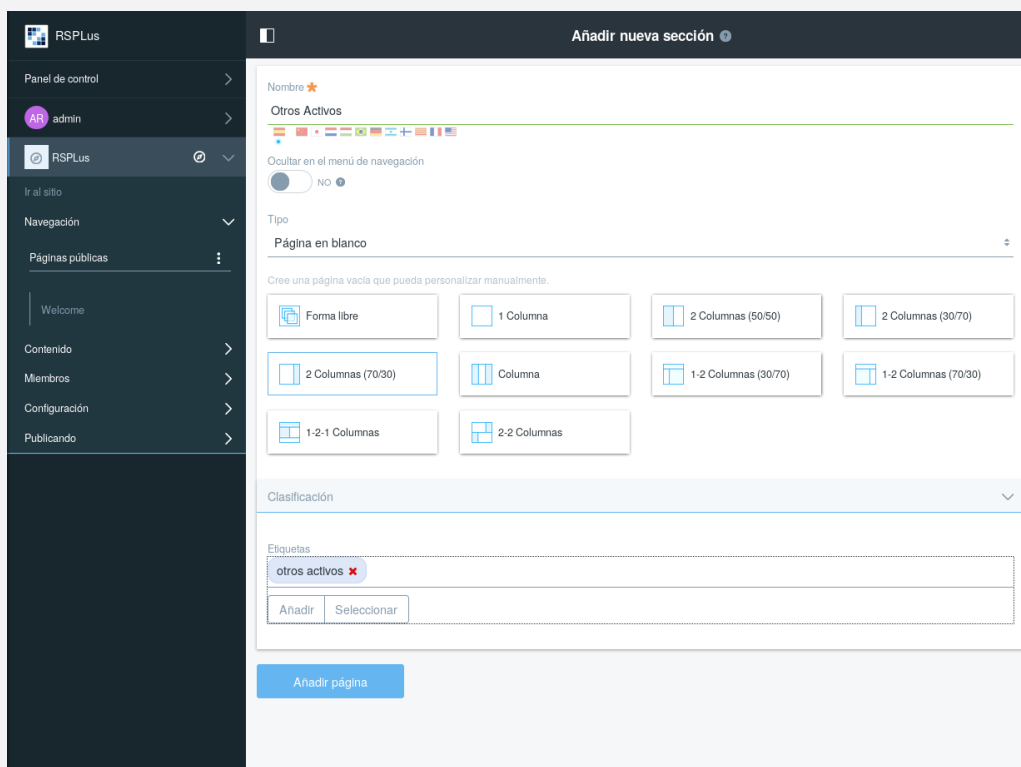 RSPLus
Añadir nueva sección ?
Panel de control
AR admin
RSPLus
Ir al sitio
Navegación
Páginas públicas
Welcome
Contenido
Miembros
Configuración
Publicando
Nombre
Otros Activos
Ocultar en el menú de navegación
NO ?
Tipo
Página en blanco
Cree una página vacía que pueda personalizar manualmente.
Forma libre
1 Columna
2 Columnas (50/50)
2 Columnas (30/70)
2 Columnas (70/30)
Columna
1-2 Columnas (30/70)
1-2 Columnas (70/30)
1-2-1 Columnas
2-2 Columnas
Clasificación
Etiquetas
otros activos
Añadir
Seleccionar
Añadir página